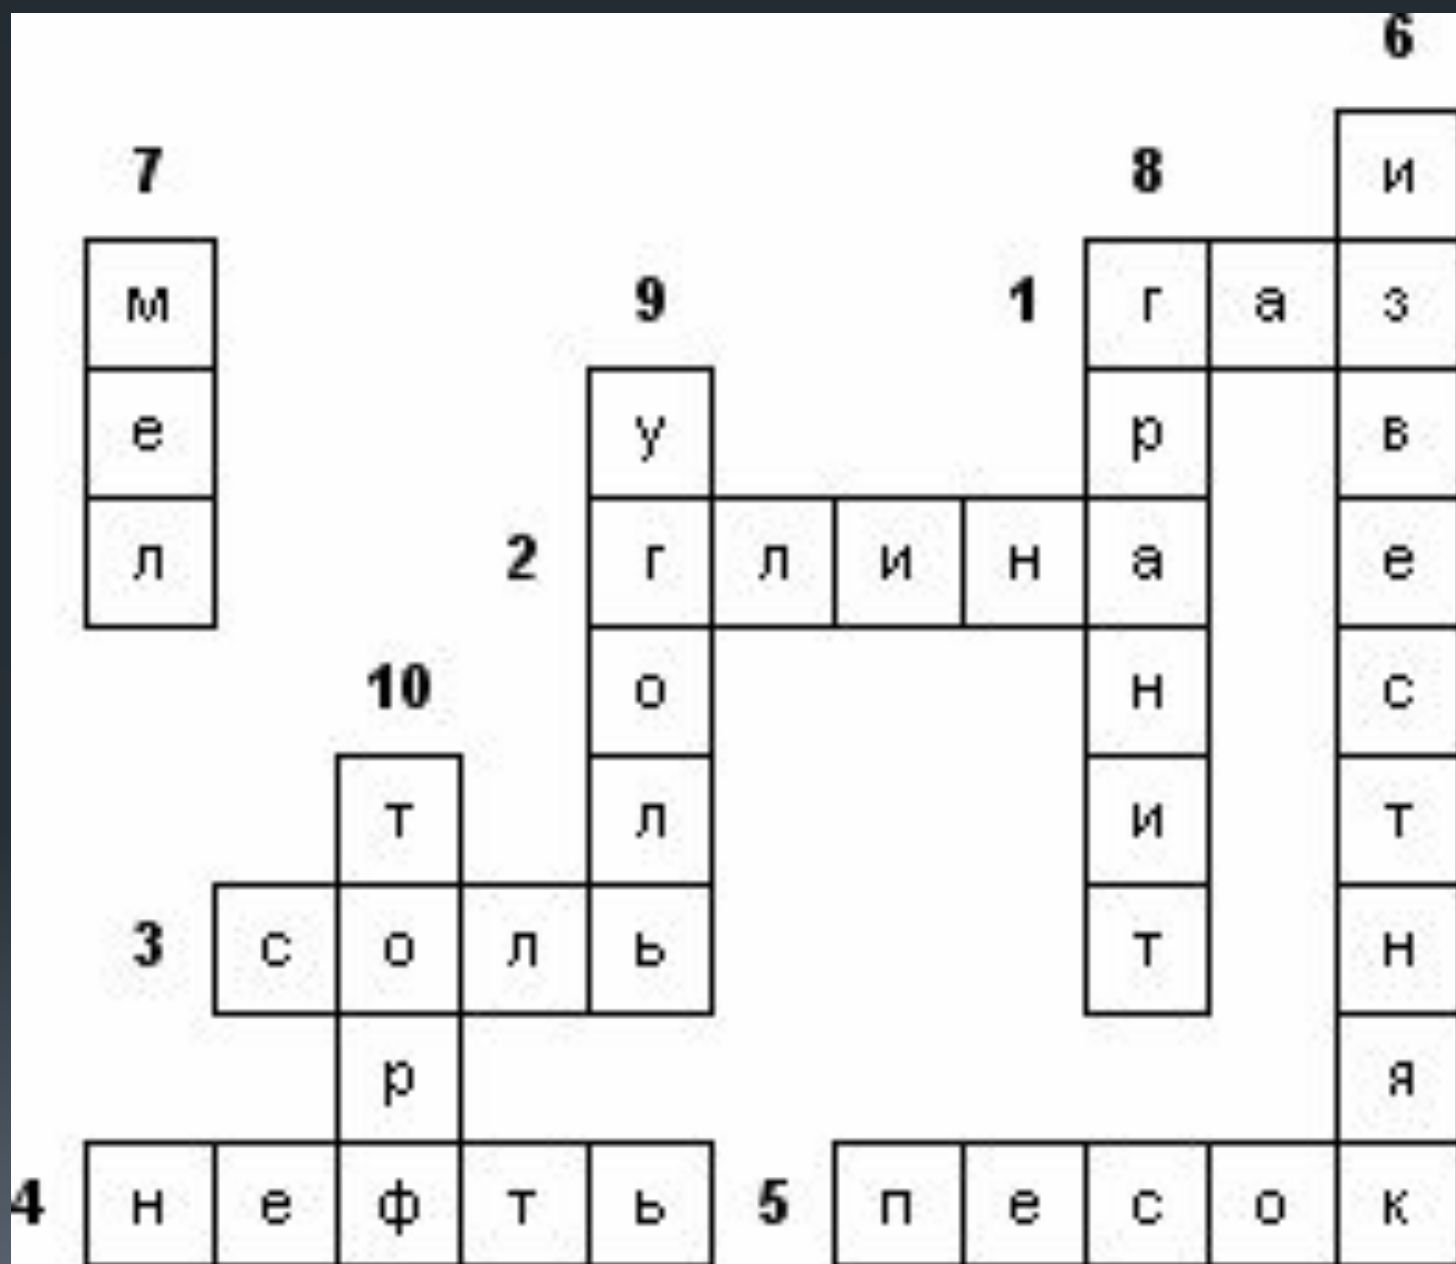 6
7 8 и
м 9 1 г а з
е у р в
л 2 г л и н а е
10 о н с
т л и т
3 с о л ь т н
р я
4 н е ф т ь 5 п е с о к